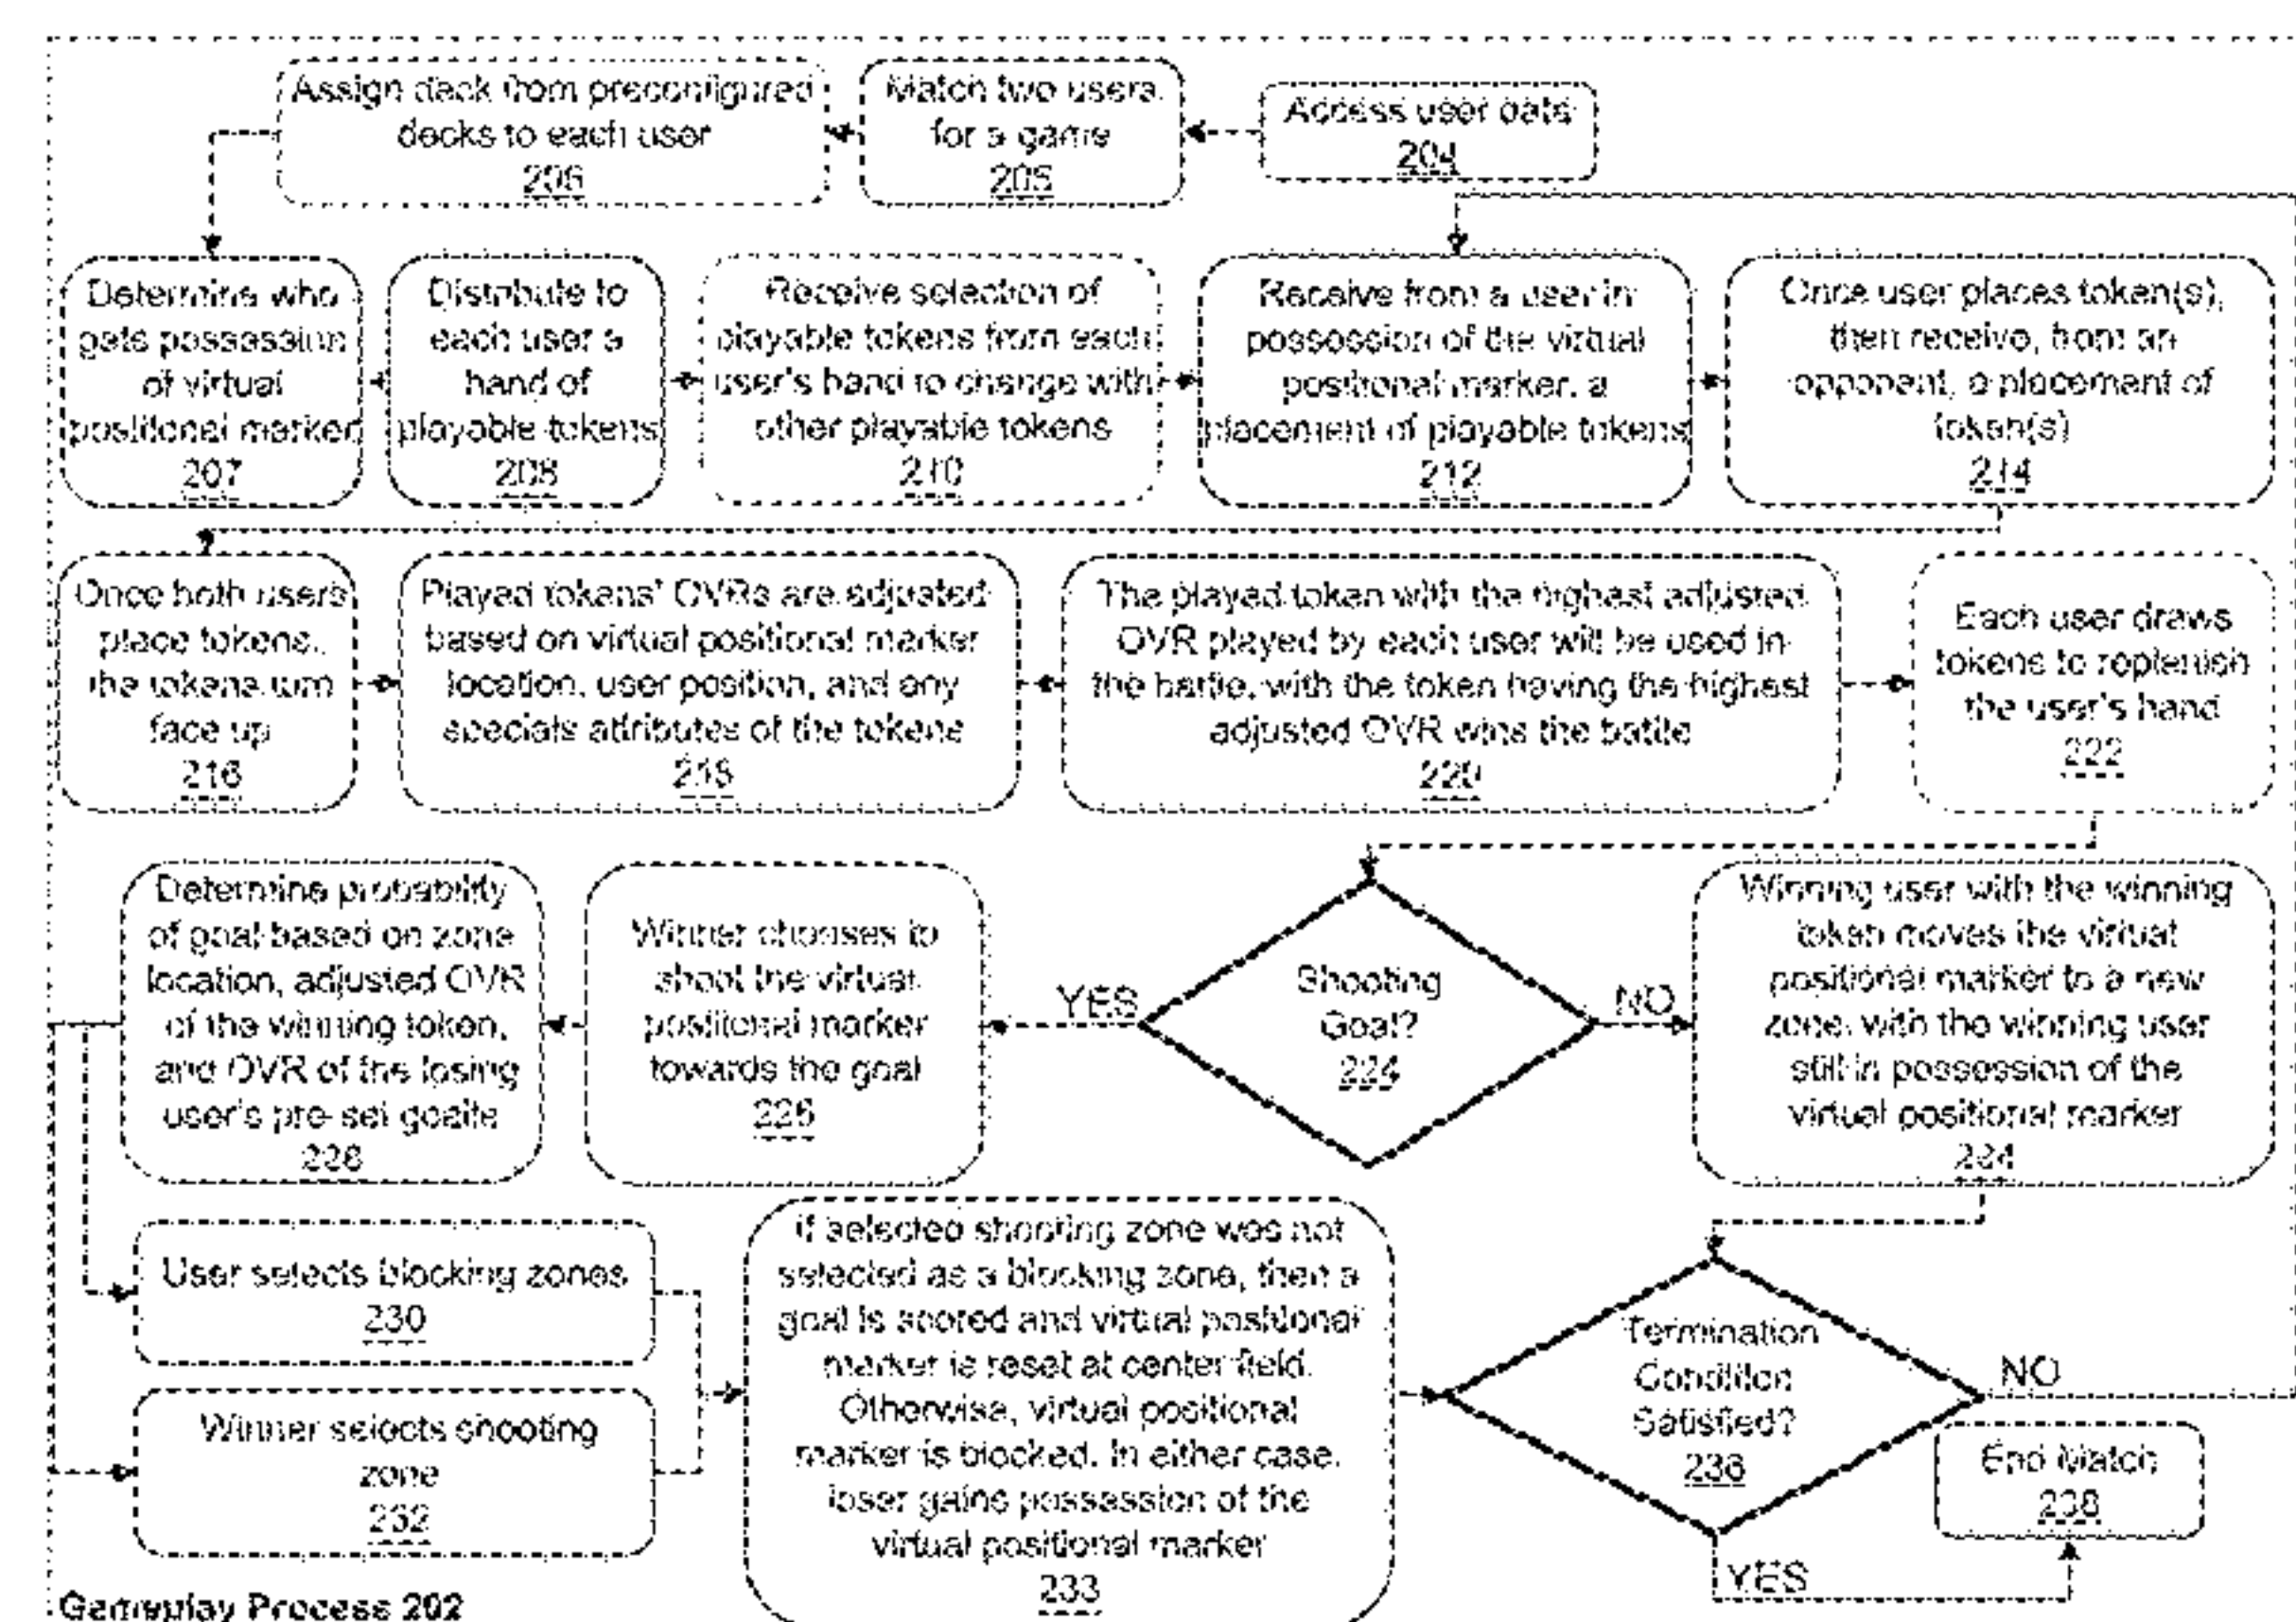 Access user data
204
Match two users
for a game
205
Assign deck from preconfigured
decks to each user
206
Determine who
gets possession
of virtual
positional marker
207
Distribute to
each user a
hand of
playable tokens
208
Receive selection of
playable tokens from each
user's hand to change with
other playable tokens
210
Receive from a user in
possession of the virtual
positional marker, a
placement of playable tokens
212
Once user places token(s),
then receive, from an
opponent, a placement of
token(s)
214
Once both users
place tokens,
the tokens turn
face up
216
Played tokens' OVRs are adjusted
based on virtual positional marker
location, user position, and any
specials attributes of the tokens
218
The played token with the highest adjusted
OVR played by each user will be used in
the battle, with the token having the highest
adjusted OVR wins the battle
220
Each user draws
tokens to replenish
the user's hand
222
Shooting
Goal?
224
YES
NO
Winner chooses to
shoot the virtual
positional marker
towards the goal
226
Determine probability
of goal based on zone
location, adjusted OVR
of the winning token,
and OVR of the losing
user's pre-set goalie
228
Winning user with the winning
token moves the virtual
positional marker to a new
zone, with the winning user
still in possession of the
virtual positional marker
234
User selects blocking zones
230
Winner selects shooting
zone
232
If selected shooting zone was not
selected as a blocking zone, then a
goal is scored and virtual positional
marker is reset at center field.
Otherwise, virtual positional
marker is blocked. In either case,
loser gains possession of the
virtual positional marker
233
Termination
Condition
Satisfied?
236
NO
YES
End Match
238
Gameplay Process 202